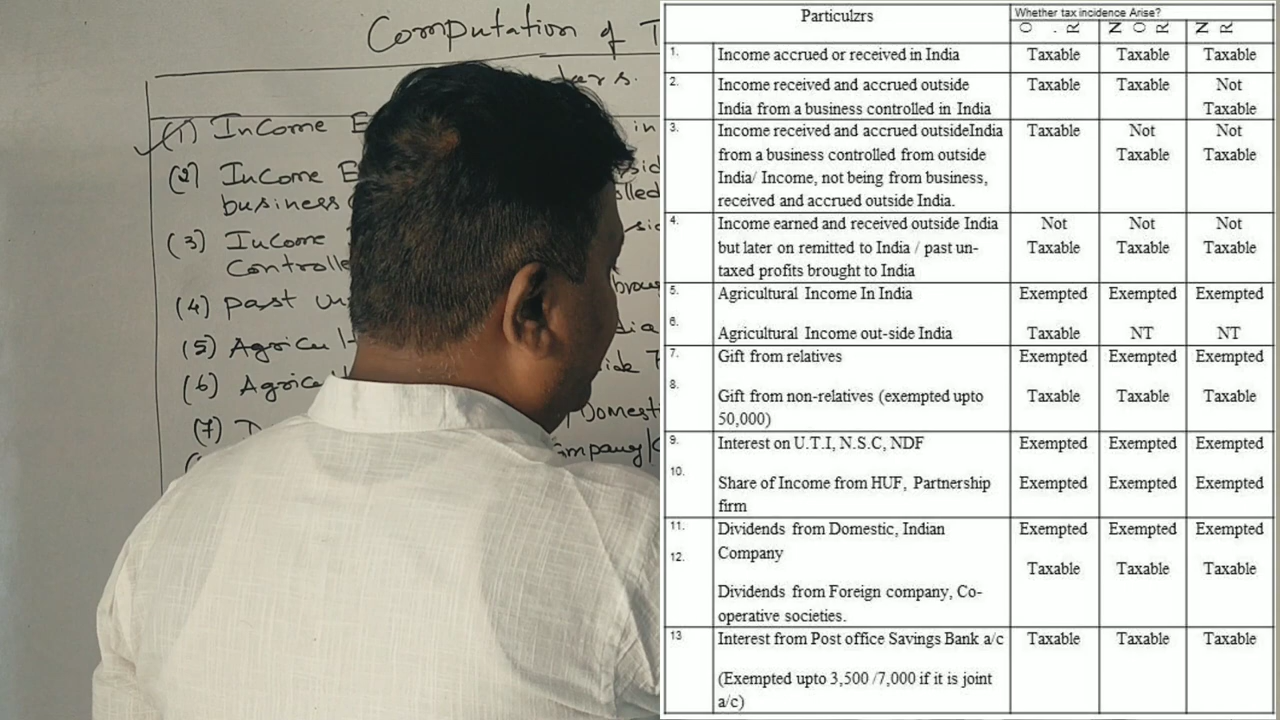 Computation of T
lars.
(1) Income E
in
(2) Income E
business
(3) Income
Controlle
(4) past un
(5) Agricul
(6) Agricul
(7) D
Domest
Company/
Particulzrs
Whether tax incidence Arise?
O . R
N O R
N R
1. Income accrued or received in India Taxable Taxable Taxable
2. Income received and accrued outside Taxable Taxable Not
India from a business controlled in India Taxable
3. Income received and accrued outsideIndia Taxable Not Not
from a business controlled from outside Taxable Taxable
India/ Income, not being from business,
received and accrued outside India.
4. Income earned and received outside India Not Not Not
but later on remitted to India / past un- Taxable Taxable Taxable
taxed profits brought to India
5. Agricultural Income In India Exempted Exempted Exempted
6. Agricultural Income out-side India Taxable NT NT
7. Gift from relatives Exempted Exempted Exempted
8. Gift from non-relatives (exempted upto Taxable Taxable Taxable
50,000)
9. Interest on U.T.I, N.S.C, NDF Exempted Exempted Exempted
10. Share of Income from HUF, Partnership Exempted Exempted Exempted
firm
11. Dividends from Domestic, Indian Exempted Exempted Exempted
Company
12. Taxable Taxable Taxable
Dividends from Foreign company, Co-
operative societies.
13 Interest from Post office Savings Bank a/c Taxable Taxable Taxable
(Exempted upto 3,500 /7,000 if it is joint
a/c)